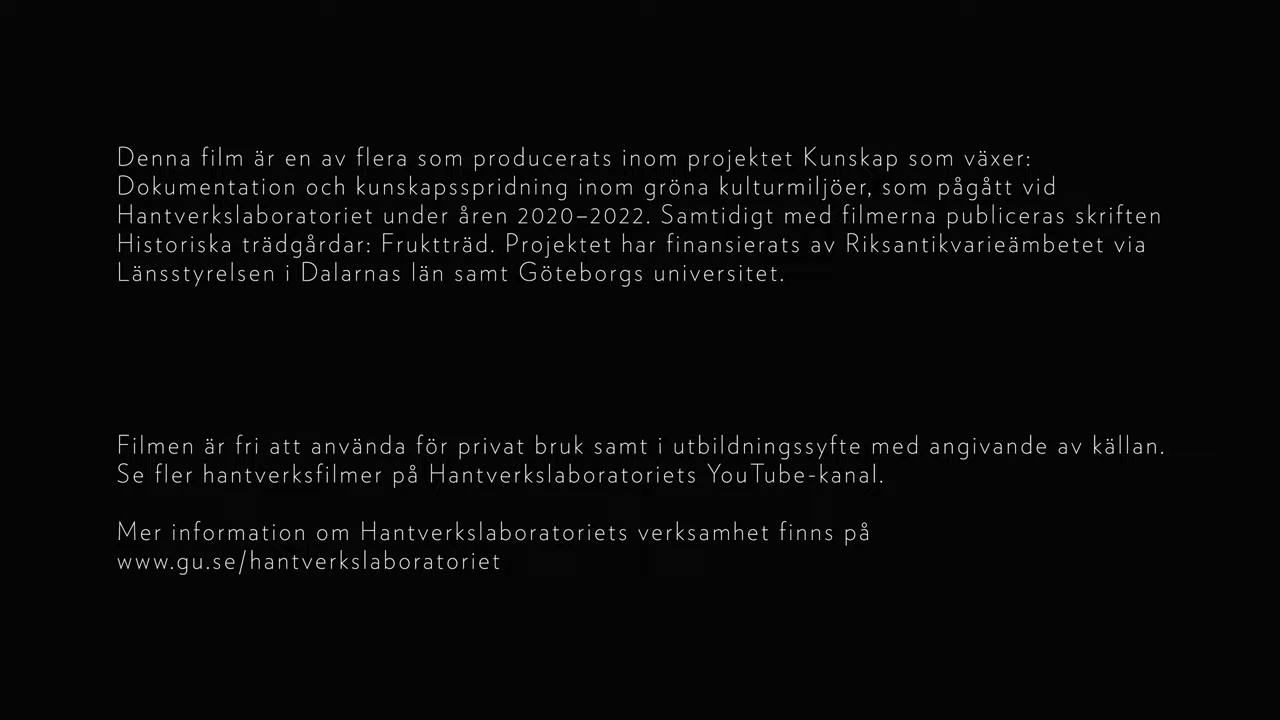 Denna film är en av flera som producerats inom projektet Kunskap som växer:
Dokumentation och kunskapsspridning inom gröna kulturmiljöer, som pågått vid
Hantverkslaboratoriet under åren 2020–2022. Samtidigt med filmerna publiceras skriften
Historiska trädgårdar: Fruktträd. Projektet har finansierats av Riksantikvarieämbetet via
Länsstyrelsen i Dalarnas län samt Göteborgs universitet.
Filmen är fri att använda för privat bruk samt i utbildningssyfte med angivande av källan.
Se fler hantverksfilmer på Hantverkslaboratoriets YouTube-kanal.
Mer information om Hantverkslaboratoriets verksamhet finns på
www.gu.se/hantverkslaboratoriet